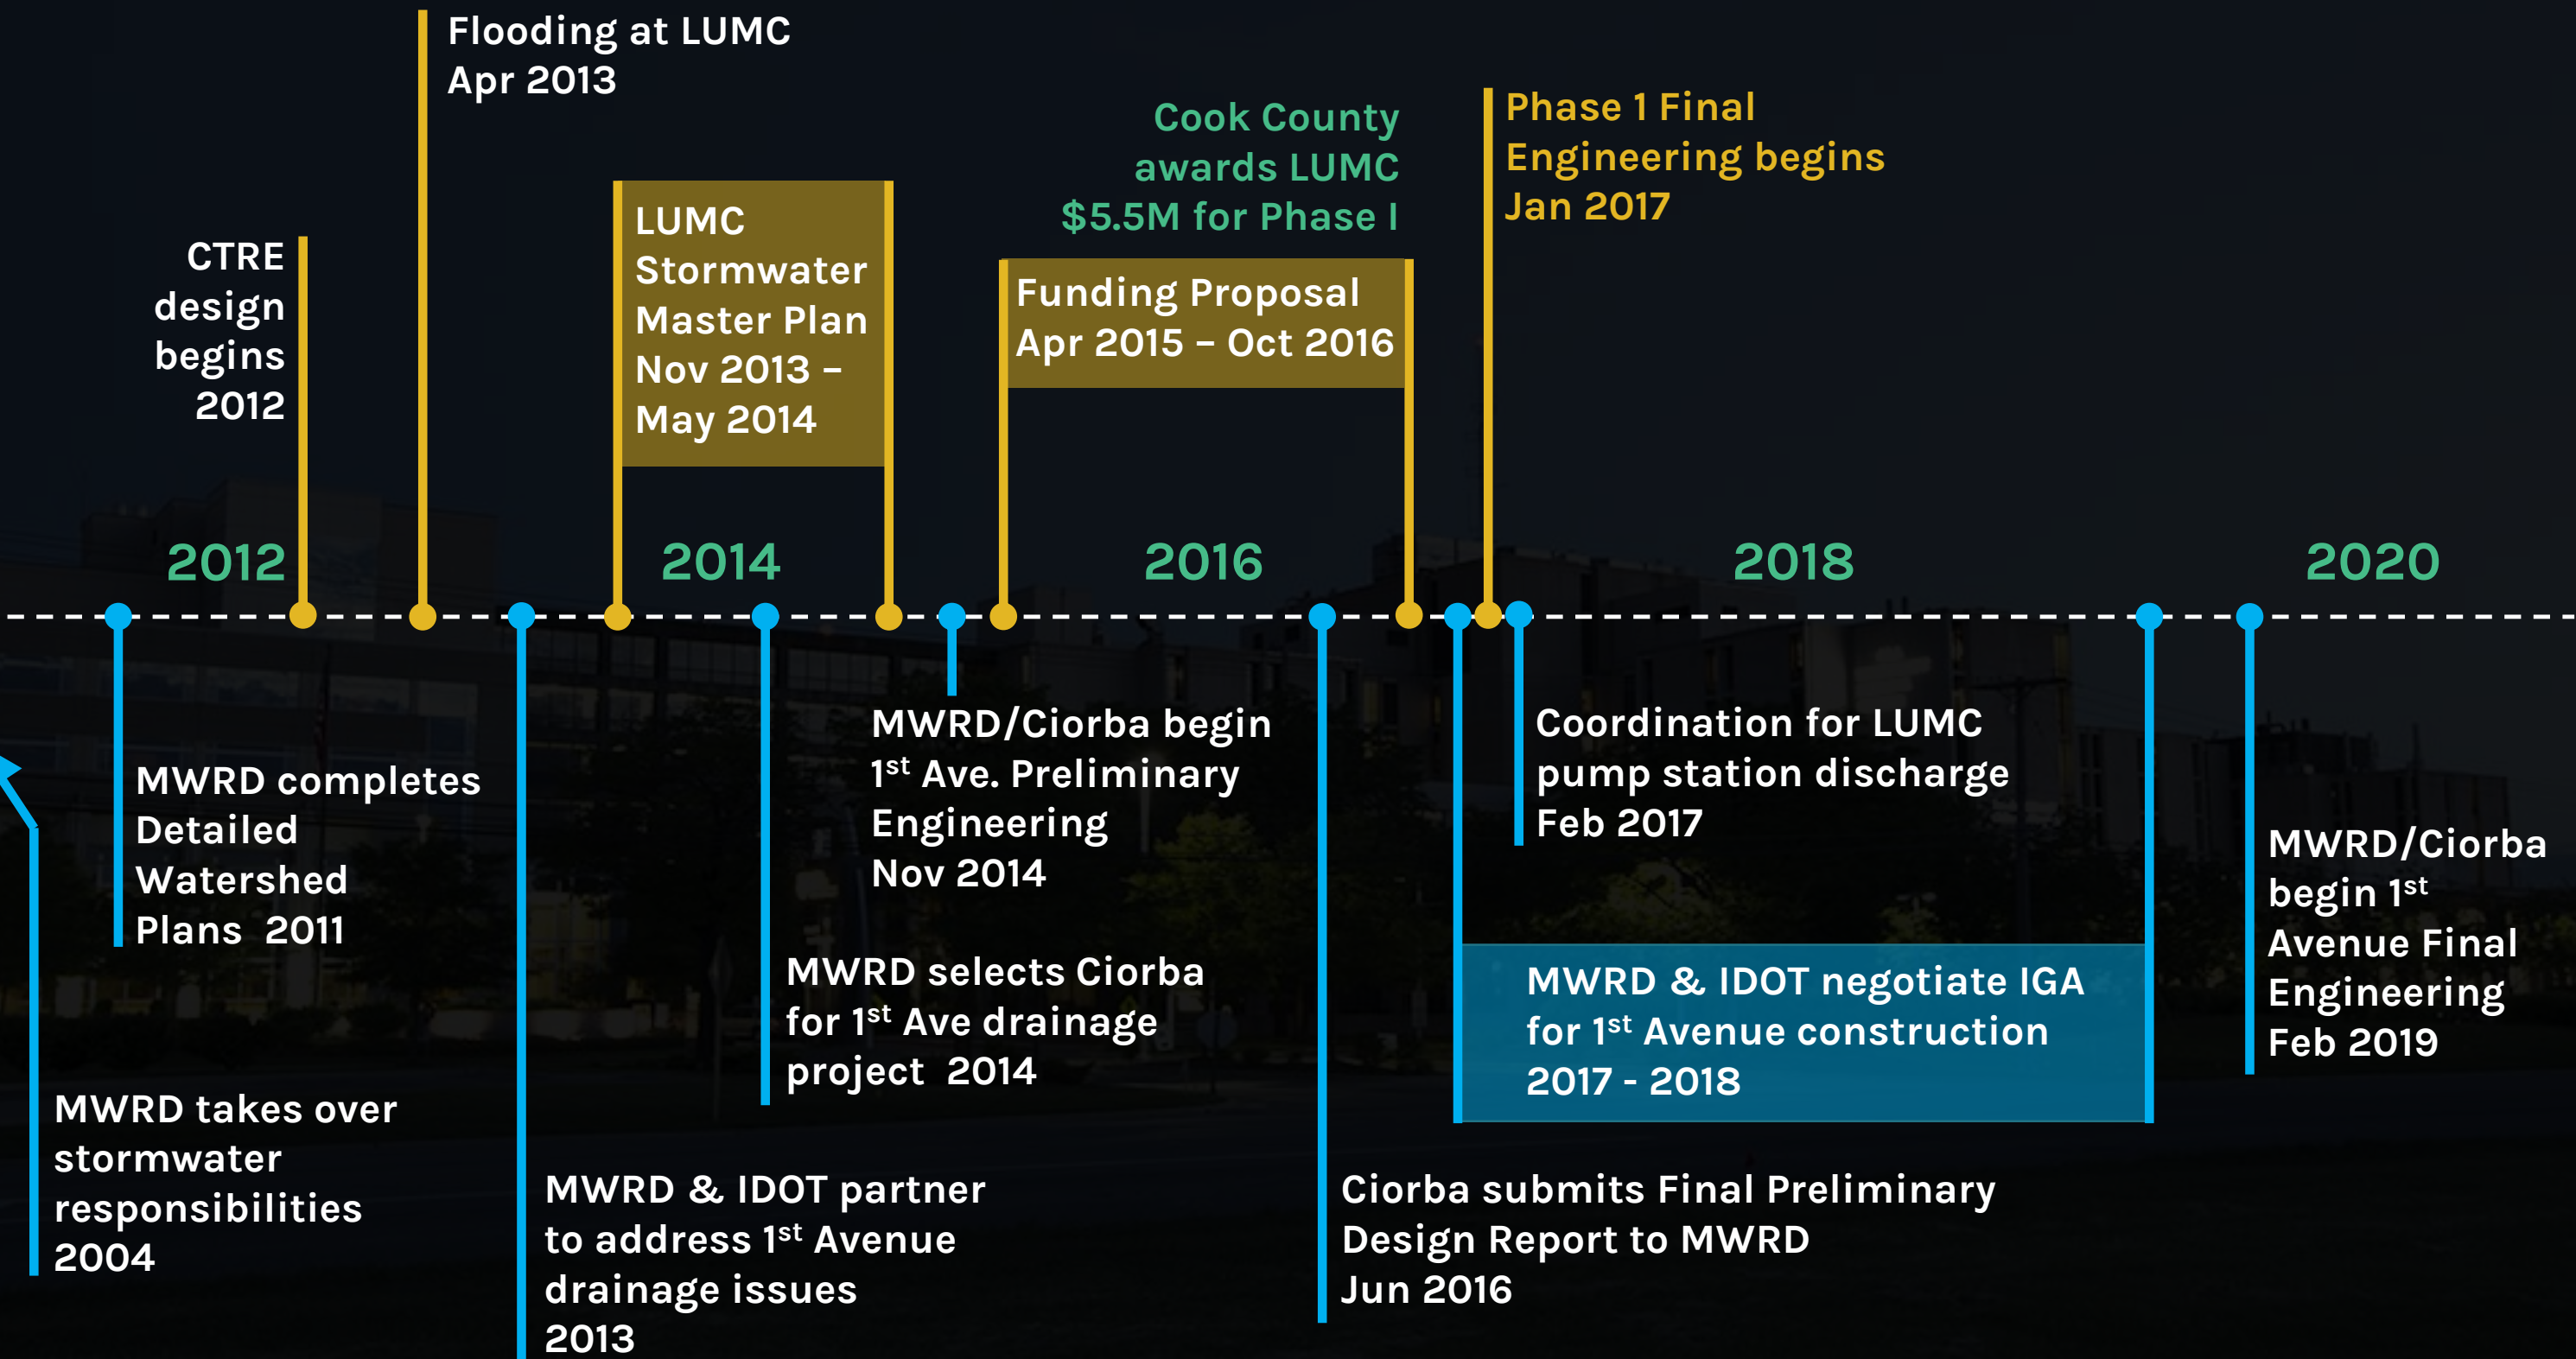 Flooding at LUMC
Apr 2013
Cook County
awards LUMC
$5.5M for Phase I
Phase 1 Final
Engineering begins
Jan 2017
CTRE
design
begins
2012
LUMC
Stormwater
Master Plan
Nov 2013 –
May 2014
Funding Proposal
Apr 2015 – Oct 2016
2012
2014
2016
2018
2020
MWRD takes over
stormwater
responsibilities
2004
MWRD completes
Detailed
Watershed
Plans 2011
MWRD & IDOT partner
to address 1st Avenue
drainage issues
2013
MWRD selects Ciorba
for 1st Ave drainage
project 2014
MWRD/Ciorba begin
1st Ave. Preliminary
Engineering
Nov 2014
Ciorba submits Final Preliminary
Design Report to MWRD
Jun 2016
MWRD & IDOT negotiate IGA
for 1st Avenue construction
2017 - 2018
Coordination for LUMC
pump station discharge
Feb 2017
MWRD/Ciorba
begin 1st
Avenue Final
Engineering
Feb 2019